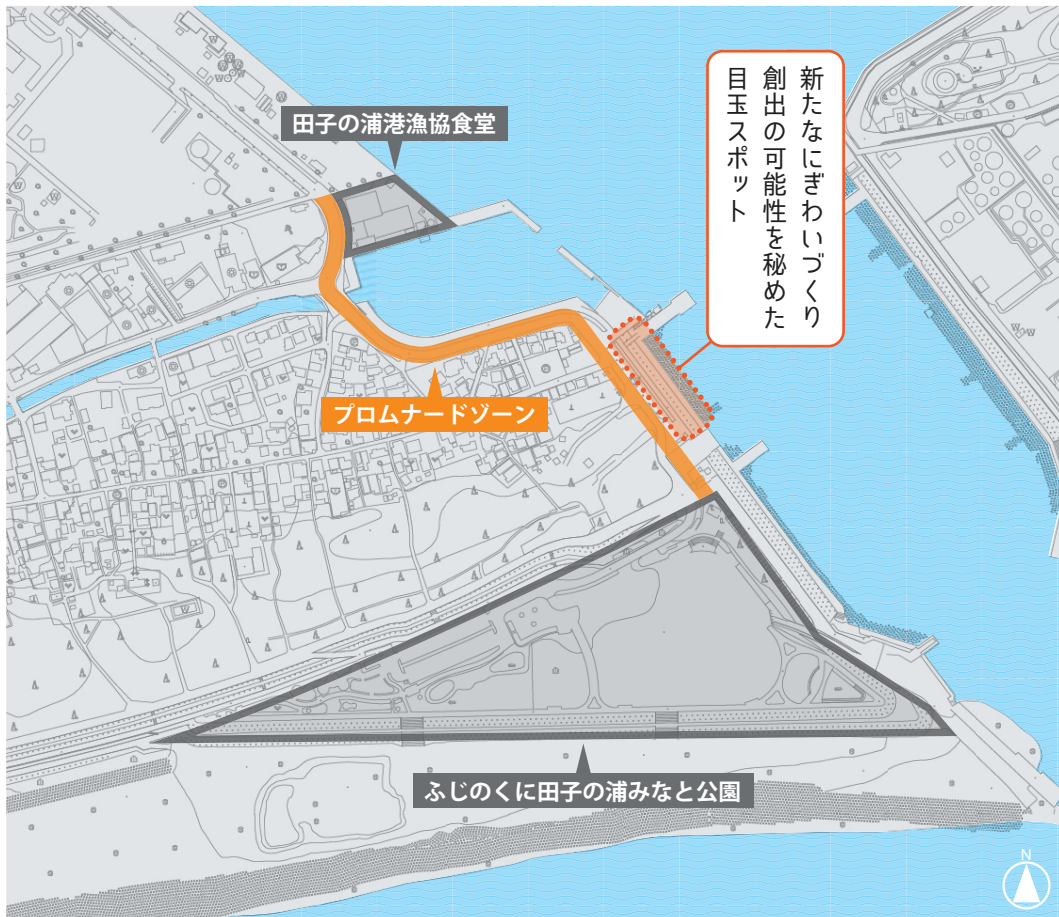 田子の浦港漁協食堂
新たなにぎわいづくり
創出の可能性を秘めた
目玉スポット
プロムナードゾーン
ふじのくに田子の浦みなと公園
N